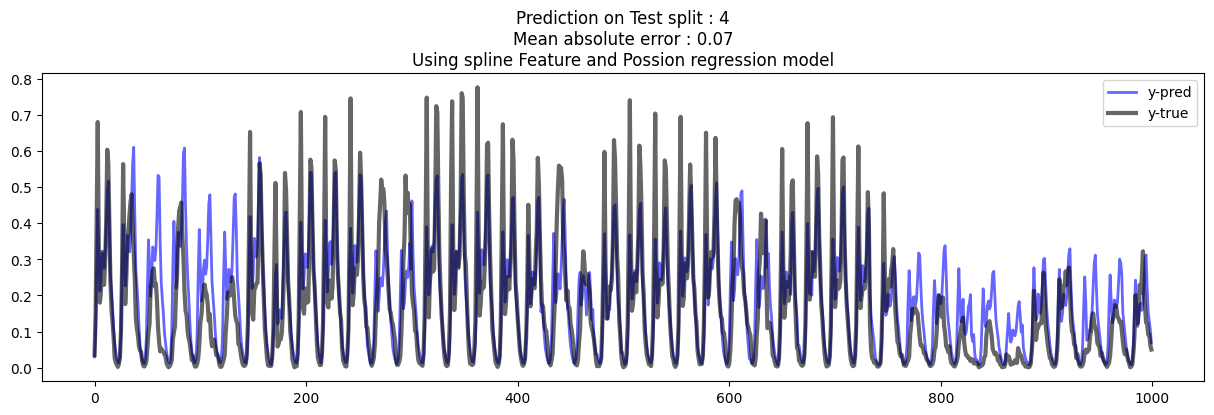 Prediction on Test split : 4
Mean absolute error : 0.07
Using spline Feature and Possion regression model
0.8
0.7
0.6
0.5
0.4
0.3
0.2
0.1
0.0
y-pred
y-true
0 200 400 600 800 1000